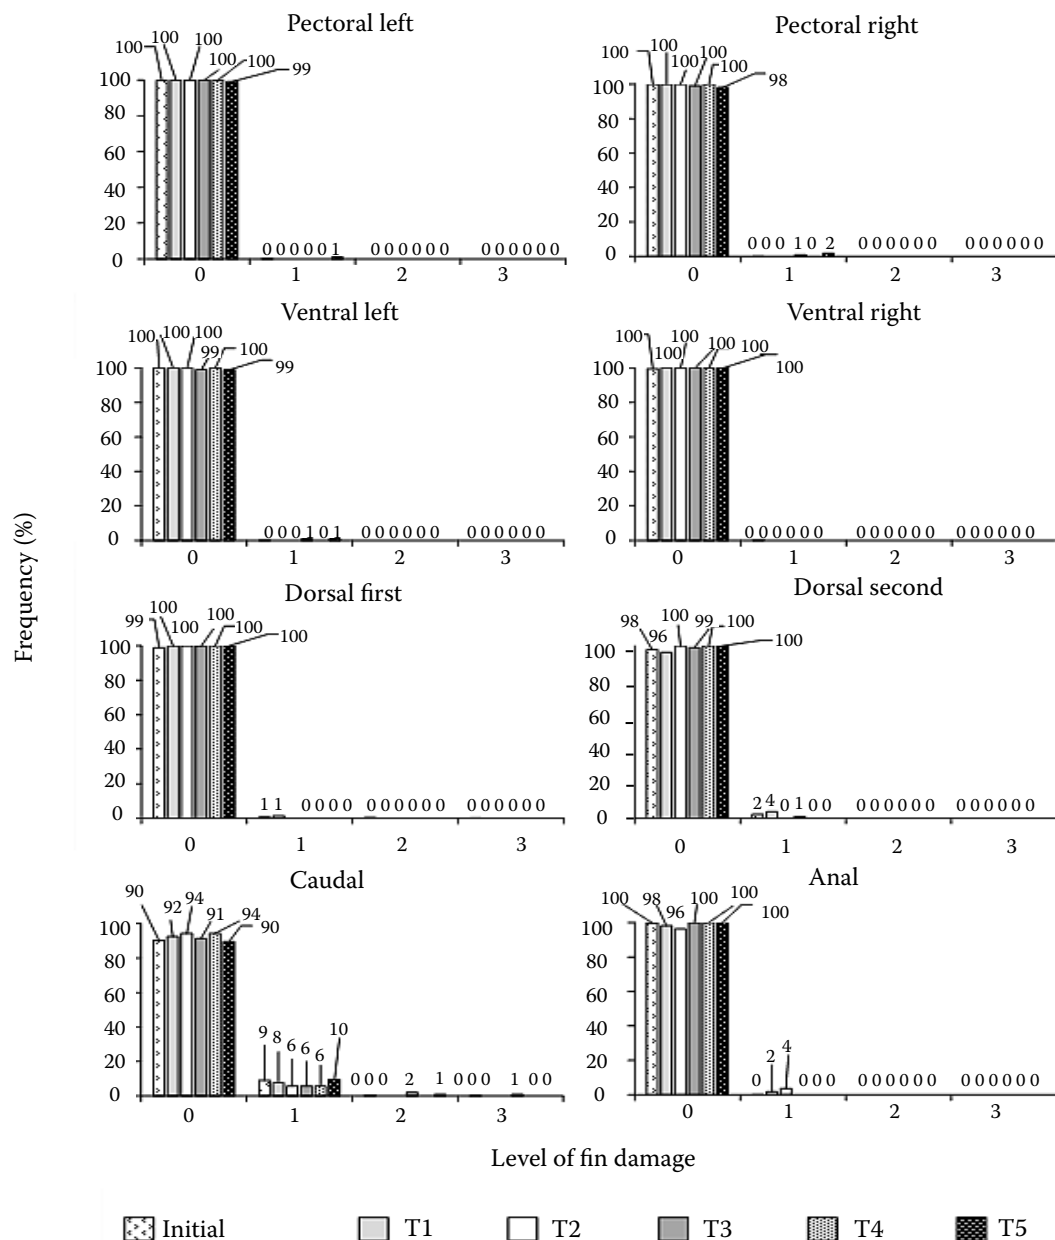 Frequency (%)
Pectoral left
100 100 100 100 100 99
100
80
60
40
20
0
0 0 0 0 0 1 0 0 0 0 0 0 0 0 0 0 0 0
0 1 2 3
Pectoral right
100 100 100 100 100 98
100
80
60
40
20
0
0 0 0 1 0 2 0 0 0 0 0 0 0 0 0 0 0 0
0 1 2 3
Ventral left
100 100 100 99 100 99
100
80
60
40
20
0
0 0 0 1 0 1 0 0 0 0 0 0 0 0 0 0 0 0
0 1 2 3
Ventral right
100 100 100 100 100 100
100
80
60
40
20
0
0 0 0 0 0 0 0 0 0 0 0 0 0 0 0 0 0 0
0 1 2 3
Dorsal first
99 100 100 100 100 100
100
80
60
40
20
0
1 1 0 0 0 0 0 0 0 0 0 0 0 0 0 0 0 0
0 1 2 3
Dorsal second
98 96 100 99 100 100
100
80
60
40
20
0
2 4 0 1 0 0 0 0 0 0 0 0 0 0 0 0 0 0
0 1 2 3
Caudal
90 92 94 91 94 90
100
80
60
40
20
0
9 8 6 6 6 10 0 0 0 2 1 0 0 0 1 0 0
0 1 2 3
Anal
100 98 96 100 100 100
100
80
60
40
20
0
0 2 4 0 0 0 0 0 0 0 0 0 0 0 0 0 0 0
0 1 2 3
Level of fin damage
Initial T1 T2 T3 T4 T5